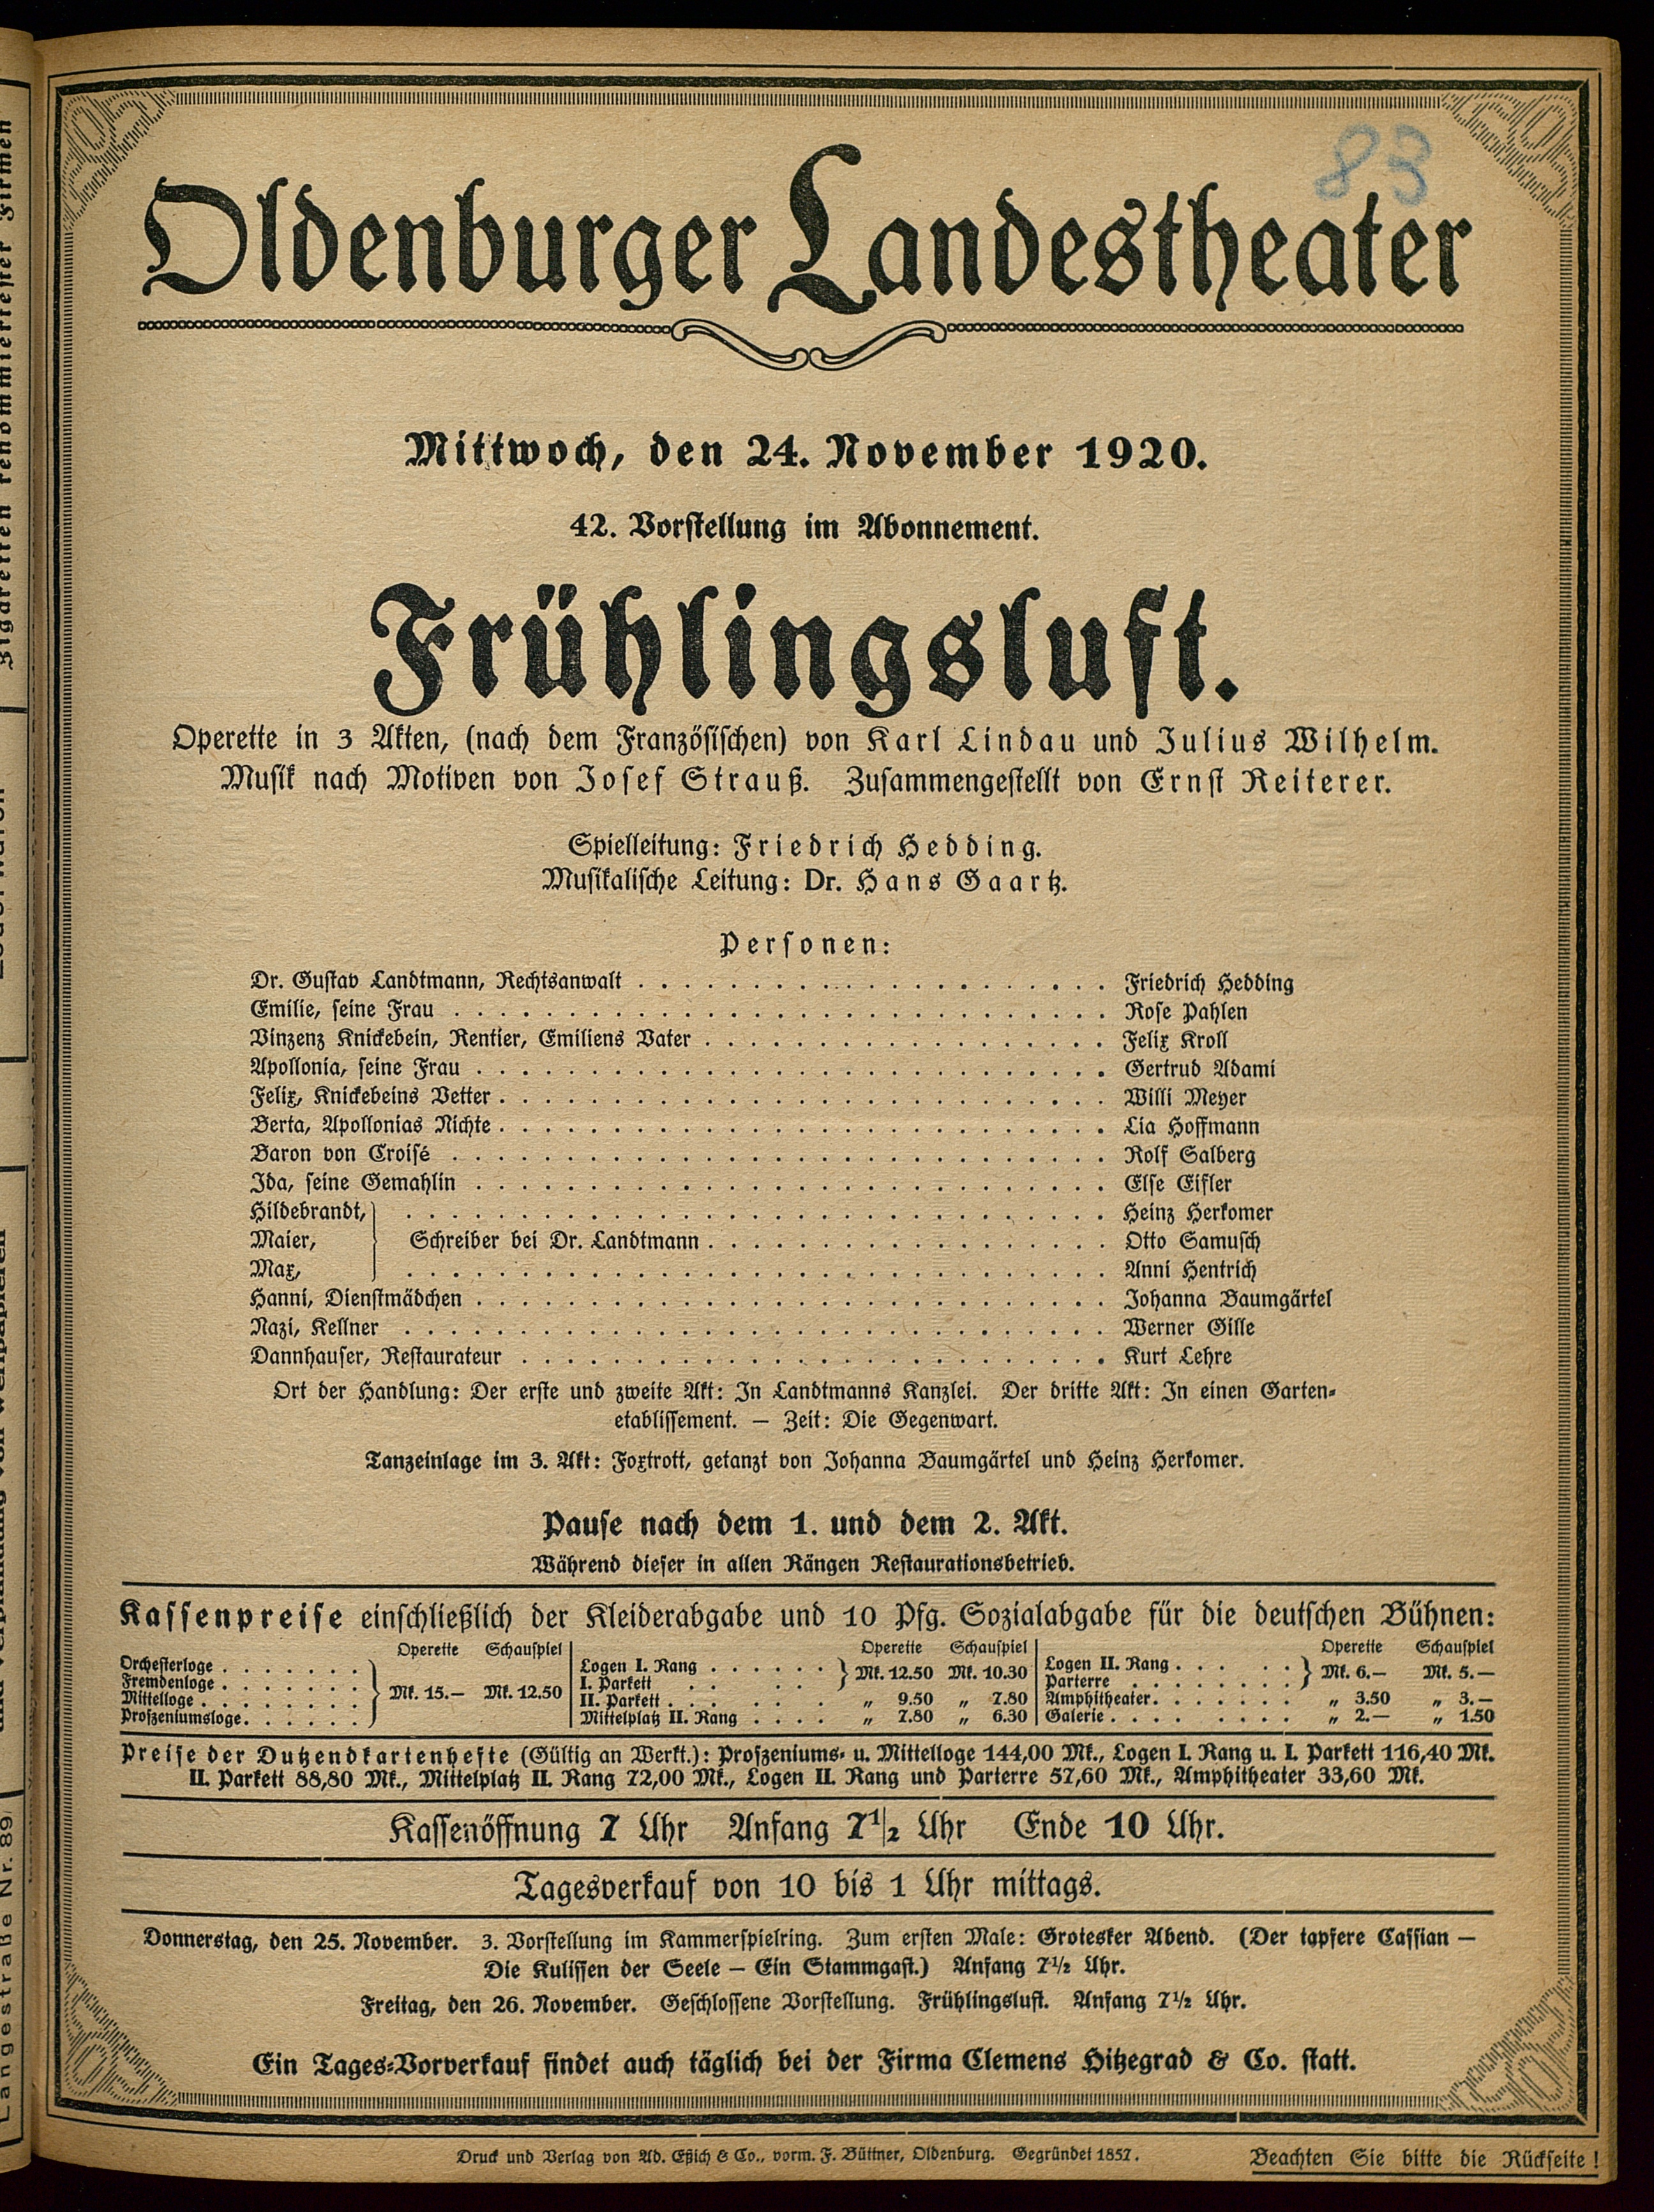 83
Oldenburger Landestheater
Mittwoch, den 24. November 1920.
42. Vorstellung im Abonnement.
Frühlingsluft.
Operette in 3 Akten, (nach dem Französischen) von Karl Lindau und Julius Wilhelm.
Musik nach Motiven von Josef Strauß. Zusammengestellt von Ernst Reiterer.
Spielleitung: Friedrich Hedding.
Musikalische Leitung: Dr. Hans Gaartz.
Personen:
Dr. Gustav Landtmann, Rechtsanwalt . . . . Friedrich Hedding
Emilie, seine Frau . . . . Rose Pahlen
Vinzenz Knickebein, Rentier, Emiliens Vater . . . . Felix Kroll
Apollonia, seine Frau . . . . Gertrud Adami
Felix, Knickebeins Vetter . . . . Willi Meyer
Berta, Apollonias Nichte . . . . Lia Hoffmann
Baron von Croisé . . . . Rolf Salberg
Ida, seine Gemahlin . . . . Else Eifler
Hildebrandt, . . . . Heinz Herkomer
Maier, Schreiber bei Dr. Landtmann . . . . Otto Samusch
Max, . . . . Anni Hentrich
Hanni, Dienstmädchen . . . . Johanna Baumgärtel
Nazi, Kellner . . . . Werner Gille
Dannhauser, Restaurateur . . . . Kurt Lehre
Ort der Handlung: Der erste und zweite Akt: In Landtmanns Kanzlei. Der dritte Akt: In einen Garten-
etablissement. — Zeit: Die Gegenwart.
Tanzeinlage im 3. Akt: Foxtrott, getanzt von Johanna Baumgärtel und Heinz Herkomer.
Pause nach dem 1. und dem 2. Akt.
Während dieser in allen Rängen Restaurationsbetrieb.
Kassenpreise einschließlich der Kleiderabgabe und 10 Pfg. Sozialabgabe für die deutschen Bühnen:
Operette Schauspiel
Orchesterloge . . . .
Fremdenloge . . . .
Mittelloge . . . .
Proszeniumsloge . . . .
Mk. 15.— Mk. 12.50
Operette Schauspiel
Logen I. Rang . . . .
I. Parkett . . . .
Mk. 12.50 Mk. 10.30
II. Parkett . . . . „ 9.50 „ 7.80
Mittelplatz II. Rang . . . . „ 7.80 „ 6.30
Operette Schauspiel
Logen II. Rang . . . .
Parterre . . . .
Mk. 6.— Mk. 5.—
Amphitheater . . . . „ 3.50 „ 3.—
Galerie . . . . „ 2.— „ 1.50
Preise der Dutzendkartenhefte (Gültig an Werkt.): Proszeniums- u. Mittelloge 144,00 Mk., Logen I. Rang u. I. Parkett 116,40 Mk.
II. Parkett 88,80 Mk., Mittelplatz II. Rang 72,00 Mk., Logen II. Rang und Parterre 57,60 Mk., Amphitheater 33,60 Mk.
Kassenöffnung 7 Uhr Anfang 7 1/2 Uhr Ende 10 Uhr.
Tagesverkauf von 10 bis 1 Uhr mittags.
Donnerstag, den 25. November. 3. Vorstellung im Kammerspielring. Zum ersten Male: Grotesker Abend. (Der tapfere Cassian —
Die Kulissen der Seele — Ein Stammgast.) Anfang 7 1/2 Uhr.
Freitag, den 26. November. Geschlossene Vorstellung. Frühlingsluft. Anfang 7 1/2 Uhr.
Ein Tages-Vorverkauf findet auch täglich bei der Firma Clemens Hitzegrad & Co. statt.
Druck und Verlag von Ad. Eßich & Co., vorm. F. Büttner, Oldenburg. Gegründet 1857.
Beachten Sie bitte die Rückseite!
Zigaretten renommiertester Firmen
Langestraße Nr. 89